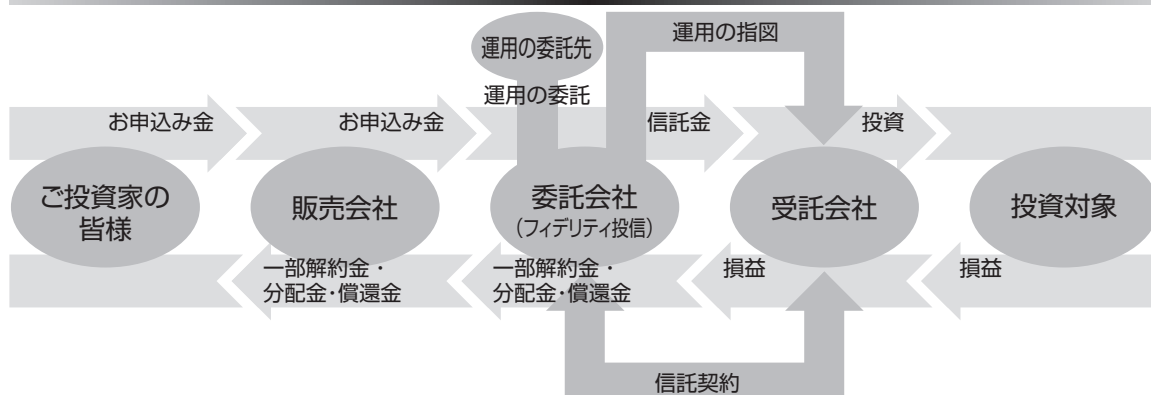 運用の委託先
運用の指図
運用の委託
お申込み金
お申込み金
信託金
投資
ご投資家の
皆様
販売会社
委託会社
(フィデリティ投信)
受託会社
投資対象
一部解約金・
分配金・償還金
一部解約金・
分配金・償還金
損益
損益
信託契約